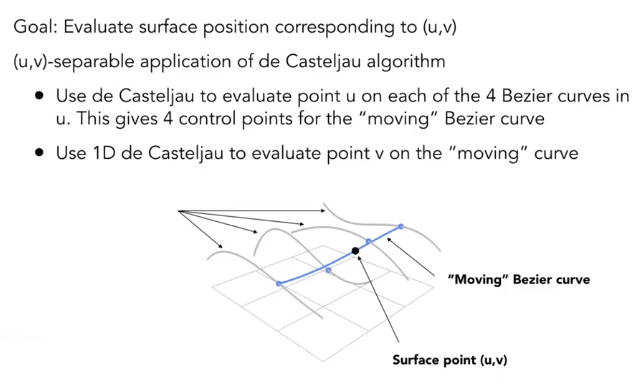 Goal: Evaluate surface position corresponding to (u,v)
(u,v)-separable application of de Casteljau algorithm
● Use de Casteljau to evaluate point u on each of the 4 Bezier curves in
u. This gives 4 control points for the “moving” Bezier curve
● Use 1D de Casteljau to evaluate point v on the “moving” curve
“Moving” Bezier curve
Surface point (u,v)